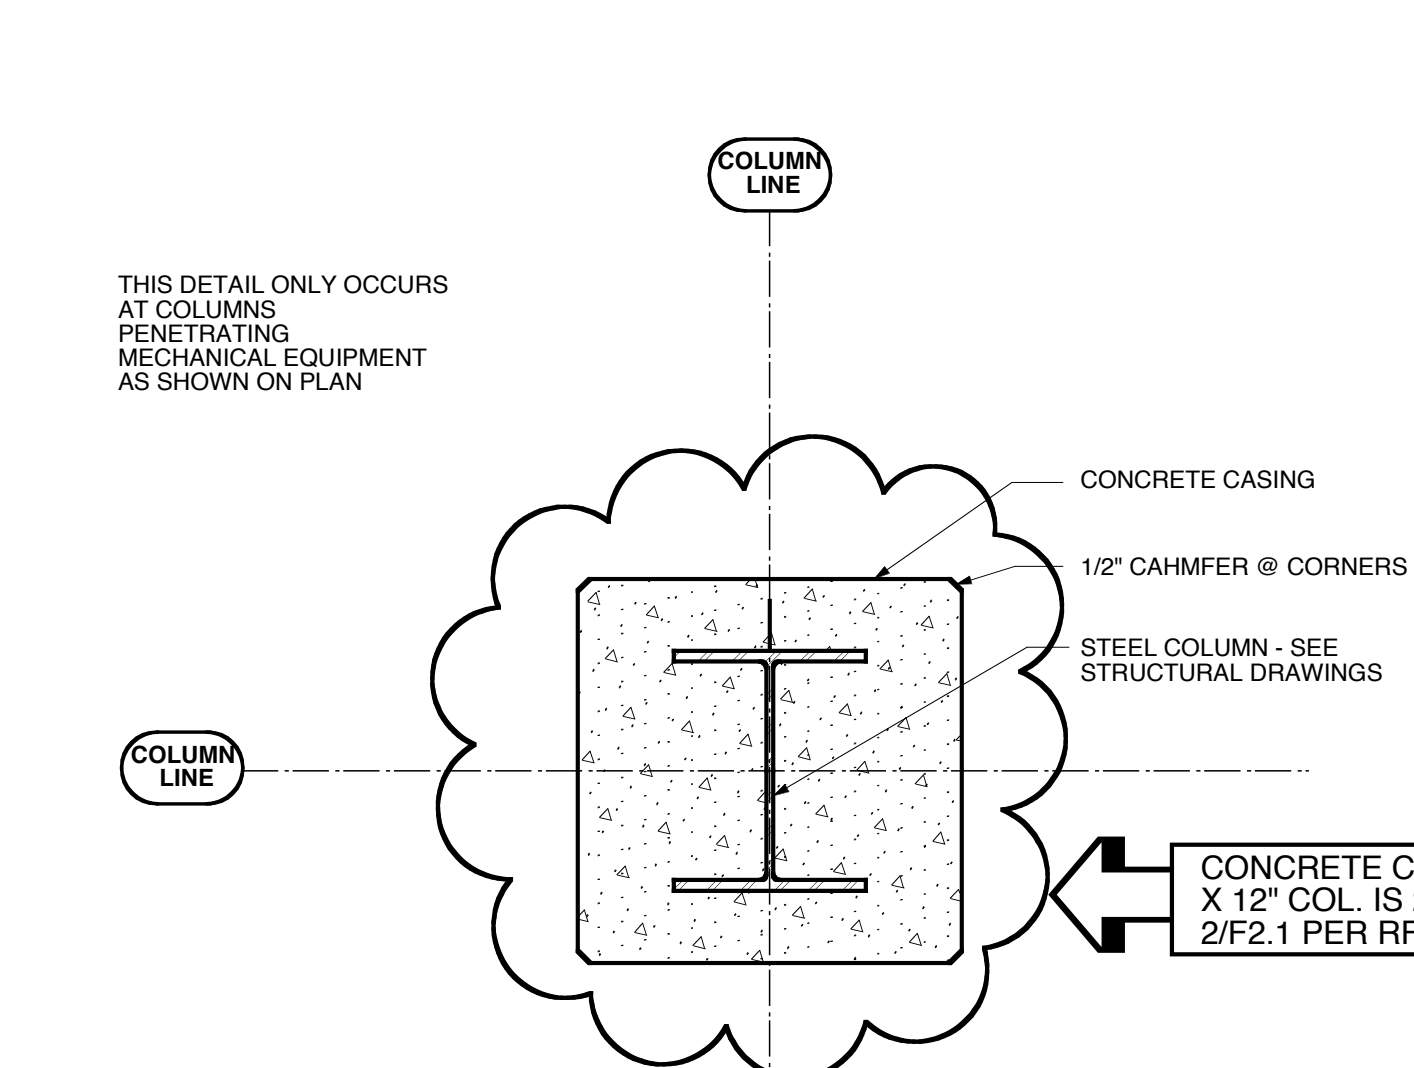 COLUMN
LINE
THIS DETAIL ONLY OCCURS
AT COLUMNS
PENETRATING
MECHANICAL EQUIPMENT
AS SHOWN ON PLAN
CONCRETE CASING
1/2" CAHMFER @ CORNERS
STEEL COLUMN - SEE
STRUCTURAL DRAWINGS
COLUMN
LINE
CONCRETE
X 12" COL. IS
2/F2.1 PER